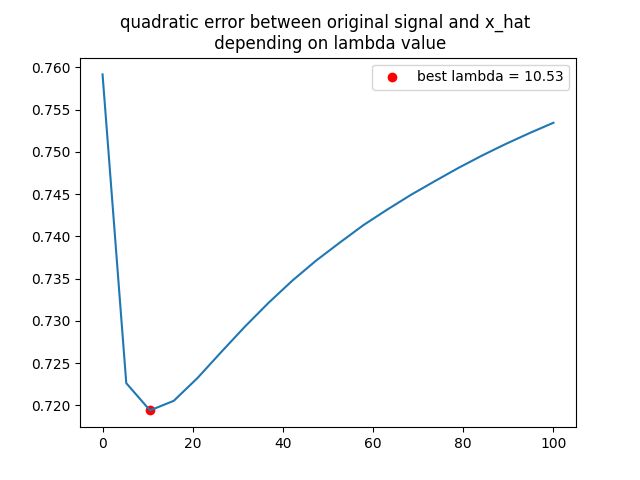 quadratic error between original signal and x_hat
depending on lambda value
best lambda = 10.53
0.760
0.755
0.750
0.745
0.740
0.735
0.730
0.725
0.720
0 20 40 60 80 100